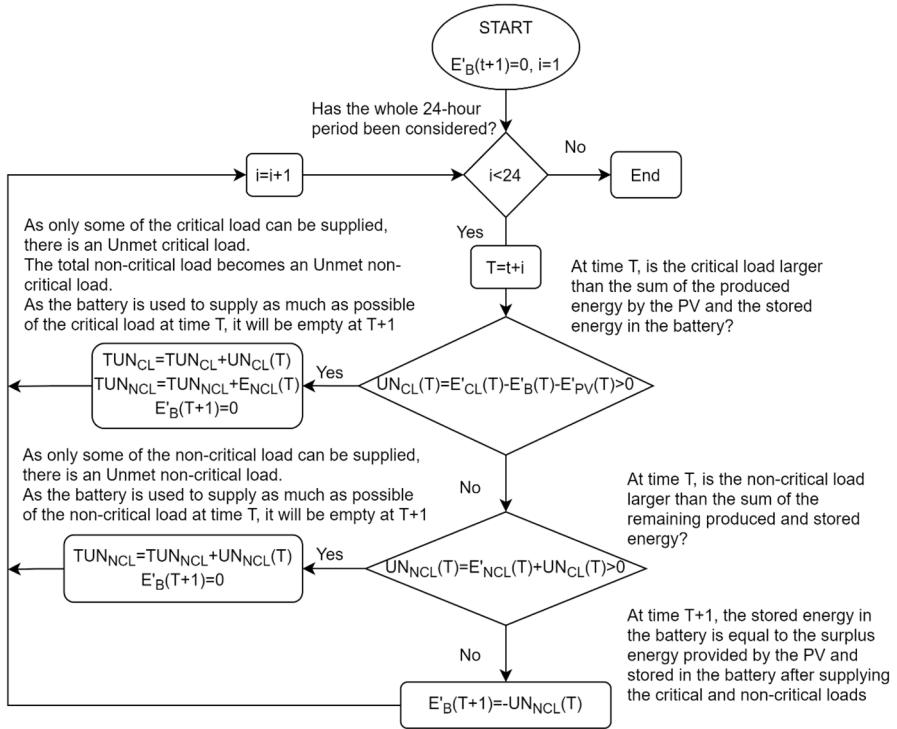 START
E'B(t+1)=0, i=1
Has the whole 24-hour
period been considered?
No
i=i+1
i<24
End
Yes
T=t+i
As only some of the critical load can be supplied,
there is an Unmet critical load.
The total non-critical load becomes an Unmet non-
critical load.
As the battery is used to supply as much as possible
of the critical load at time T, it will be empty at T+1
At time T, is the critical load larger
than the sum of the produced
energy by the PV and the stored
energy in the battery?
TUNCL=TUNCL+UNCL(T)
TUNNCL=TUNNCL+ENCL(T)
E'B(T+1)=0
Yes
UNCL(T)=E'CL(T)-E'B(T)-E'PV(T)>0
As only some of the non-critical load can be supplied,
there is an Unmet non-critical load.
As the battery is used to supply as much as possible
of the non-critical load at time T, it will be empty at T+1
No
At time T, is the non-critical load
larger than the sum of the
remaining produced and stored
energy?
TUNNCL=TUNNCL+UNNCL(T)
E'B(T+1)=0
Yes
UNNCL(T)=E'NCL(T)+UNCL(T)>0
No
At time T+1, the stored energy in
the battery is equal to the surplus
energy provided by the PV and
stored in the battery after supplying
the critical and non-critical loads
E'B(T+1)=-UNNCL(T)